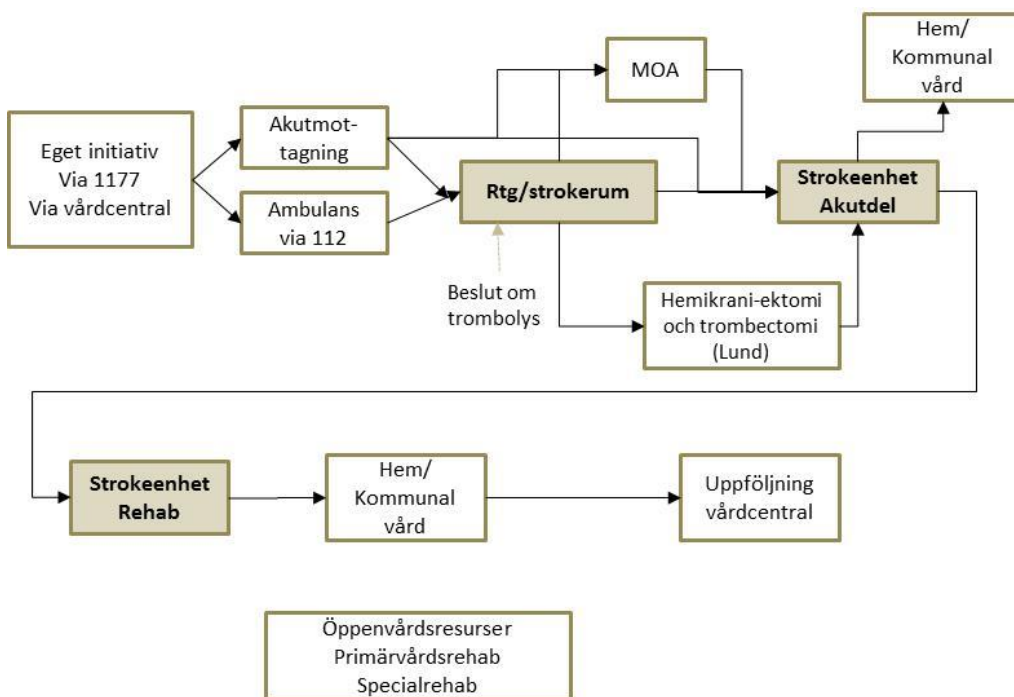 Eget initiativ
Via 1177
Via vårdcentral
Akutmot-
tagning
Ambulans
via 112
MOA
Rtg/strokerum
Beslut om
trombolys
Hemikrani-ektomi
och trombectomi
(Lund)
Strokeenhet
Akutdel
Hem/
Kommunal
vård
Strokeenhet
Rehab
Hem/
Kommunal
vård
Uppföljning
vårdcentral
Öppenvårdsresurser
Primärvårdsrehab
Specialrehab